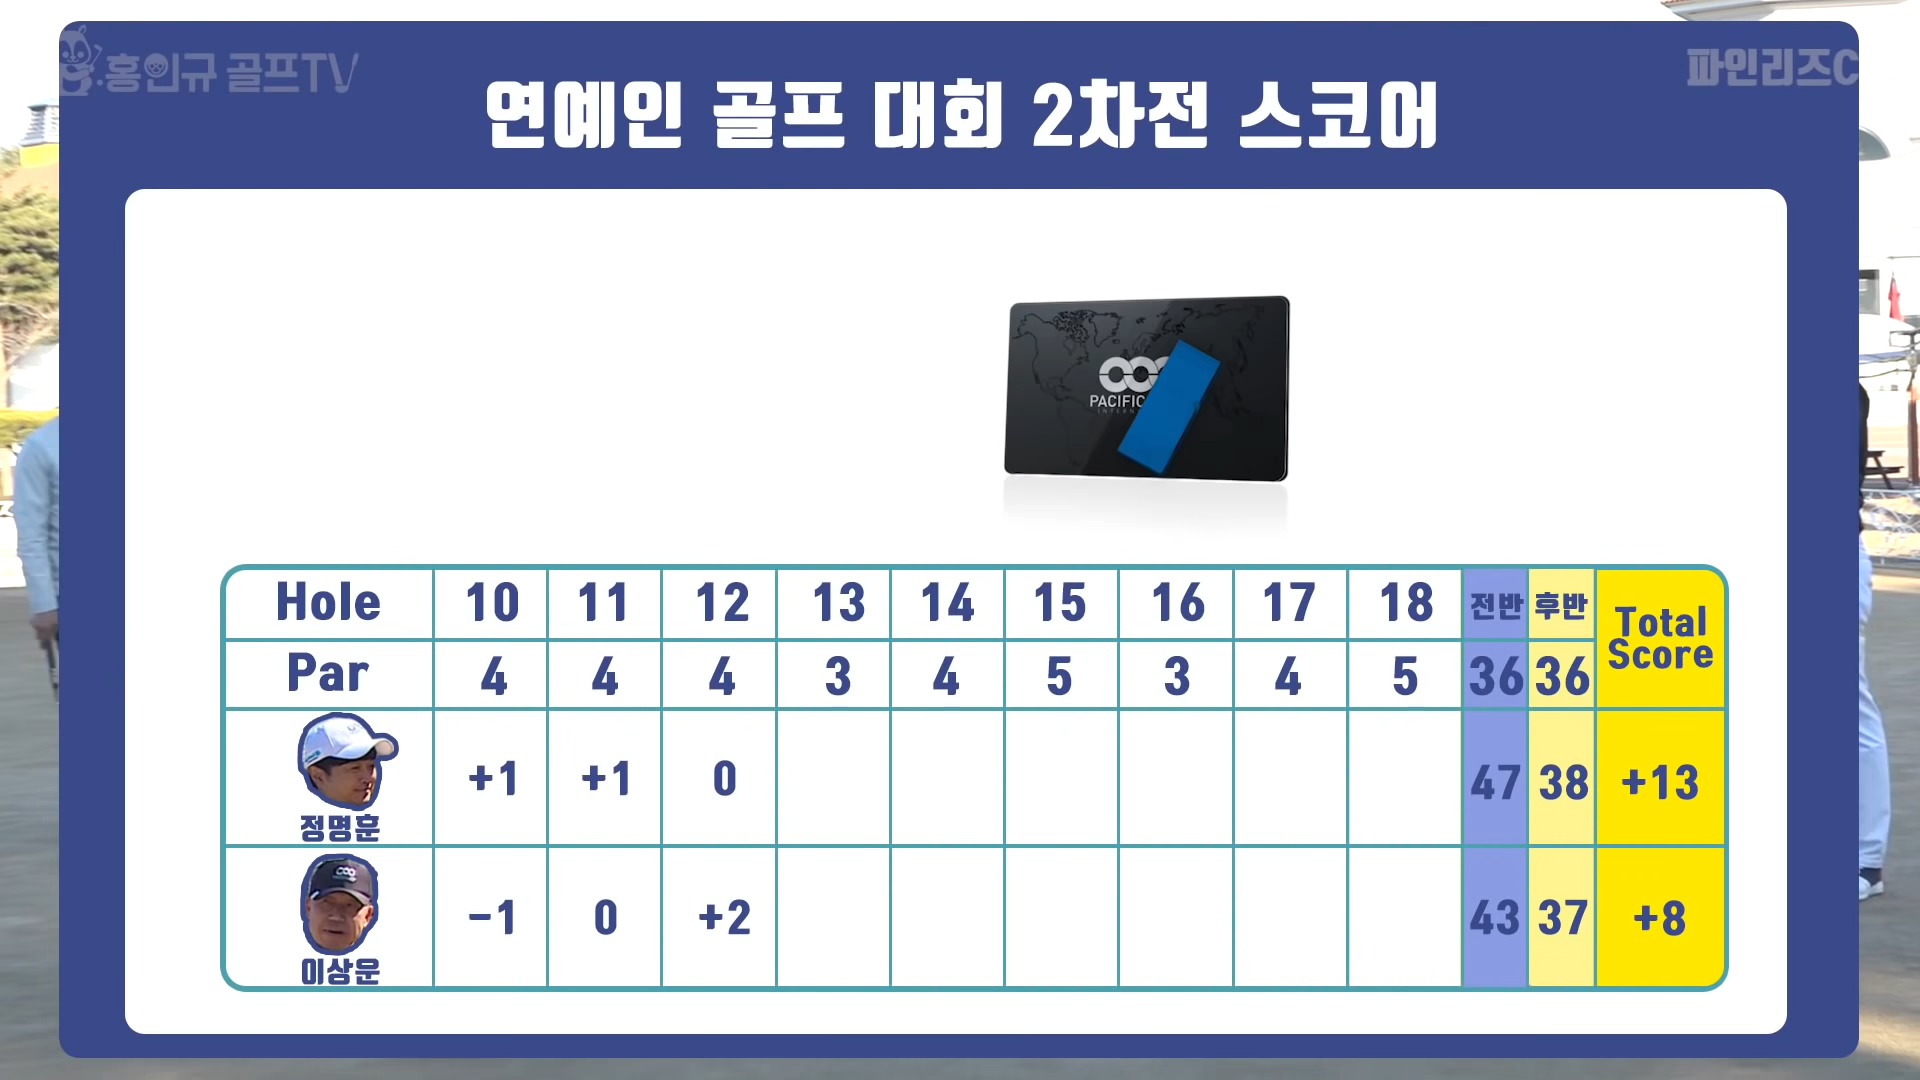 홍인규 골프TV
파인리즈C
연예인 골프 대회 2차전 스코어
PACIFIC
Hole 10 11 12 13 14 15 16 17 18 전반 후반 Total Score
Par 4 4 4 3 4 5 3 4 5 36 36
정명훈 +1 +1 0 47 38 +13
이상운 -1 0 +2 43 37 +8